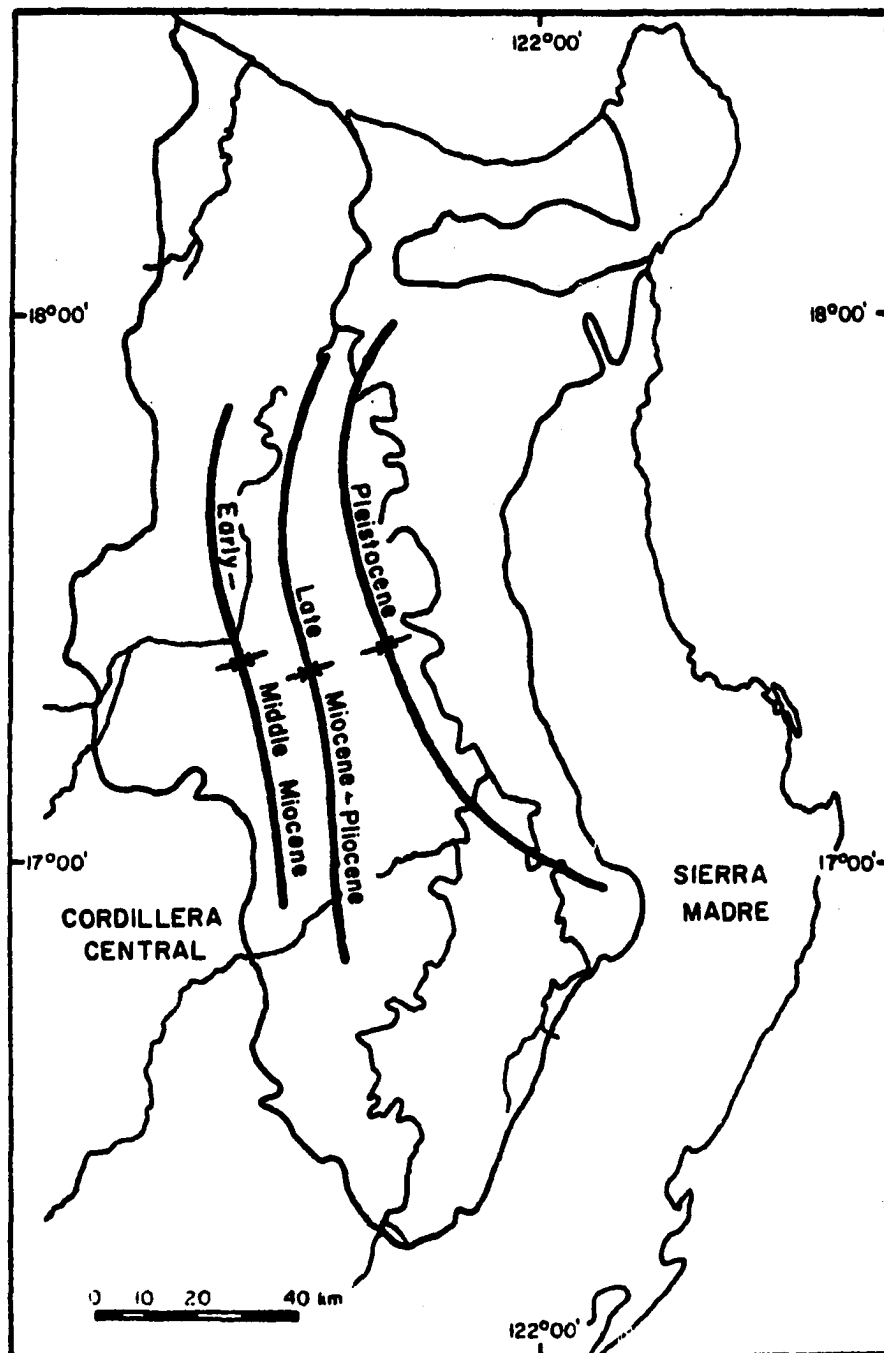 122°00'
18°00'
18°00'
Early –
Middle Miocene
Late Miocene – Pliocene
Pleistocene
17°00'
17°00'
CORDILLERA
CENTRAL
SIERRA
MADRE
0 10 20 40 km
122°00'